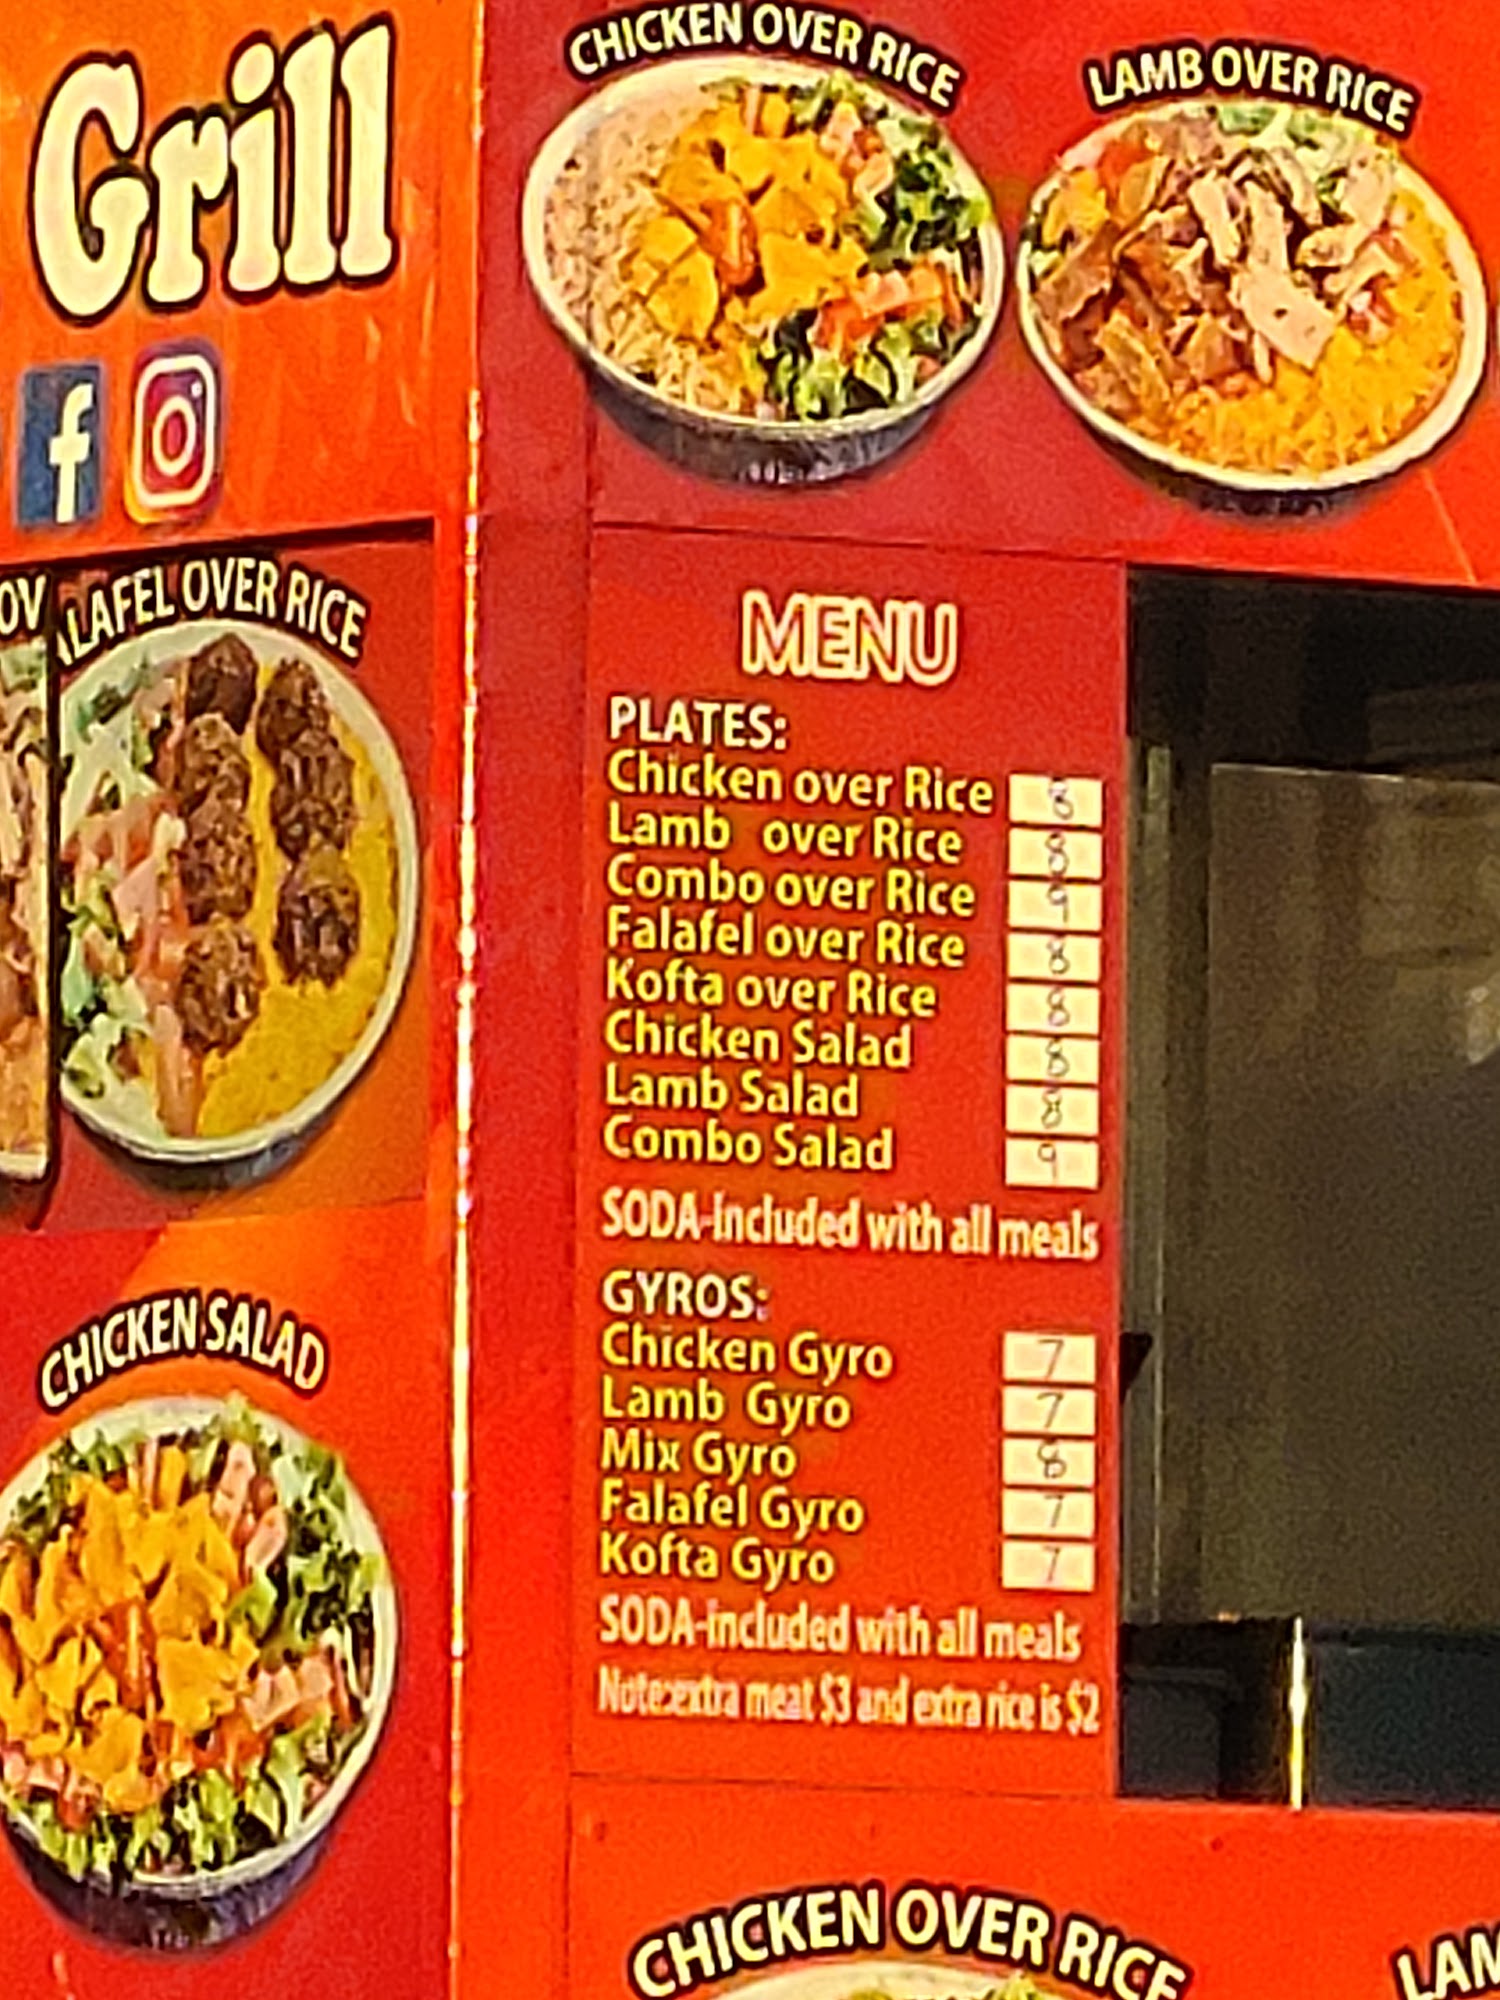 Grill
CHICKEN OVER RICE
LAMB OVER RICE
OV
ALAFEL OVER RICE
CHICKEN SALAD
MENU
PLATES:
Chicken over Rice 8
Lamb over Rice 8
Combo over Rice 9
Falafel over Rice 8
Kofta over Rice 8
Chicken Salad 8
Lamb Salad 8
Combo Salad 9
SODA-included with all meals
GYROS:
Chicken Gyro 7
Lamb Gyro 7
Mix Gyro 8
Falafel Gyro 7
Kofta Gyro 7
SODA-included with all meals
Note:extra meat $3 and extra rice is $2
CHICKEN OVER RICE
LAM